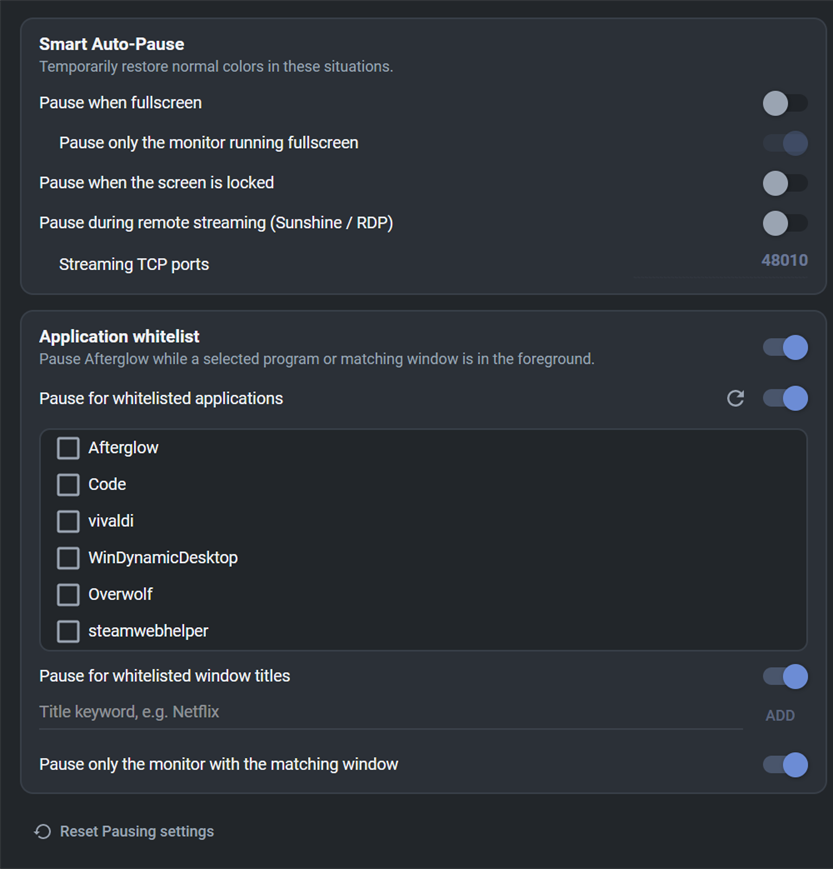 Smart Auto-Pause
Temporarily restore normal colors in these situations.
Pause when fullscreen
Pause only the monitor running fullscreen
Pause when the screen is locked
Pause during remote streaming (Sunshine / RDP)
Streaming TCP ports 48010
Application whitelist
Pause Afterglow while a selected program or matching window is in the foreground.
Pause for whitelisted applications
Afterglow
Code
vivaldi
WinDynamicDesktop
Overwolf
steamwebhelper
Pause for whitelisted window titles
Title keyword, e.g. Netflix ADD
Pause only the monitor with the matching window
Reset Pausing settings